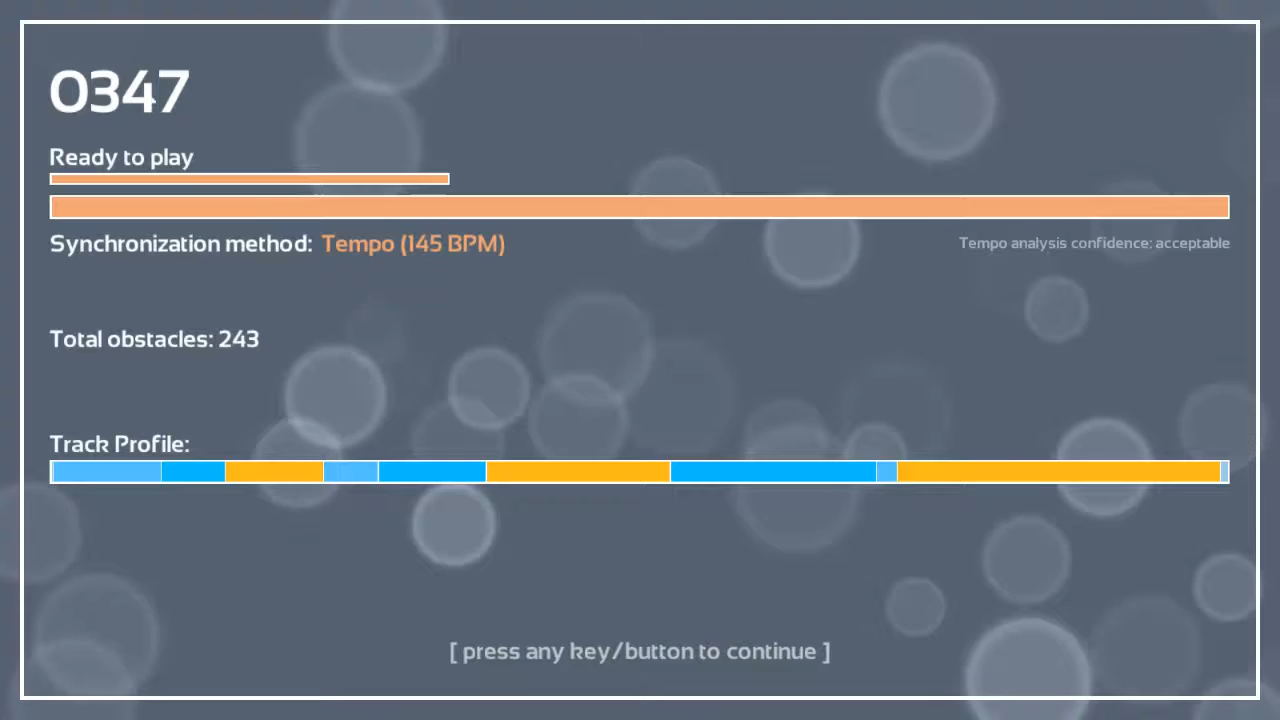 0347
Ready to play
Synchronization method: Tempo (145 BPM)
Tempo analysis confidence: acceptable
Total obstacles: 243
Track Profile:
[ press any key/button to continue ]